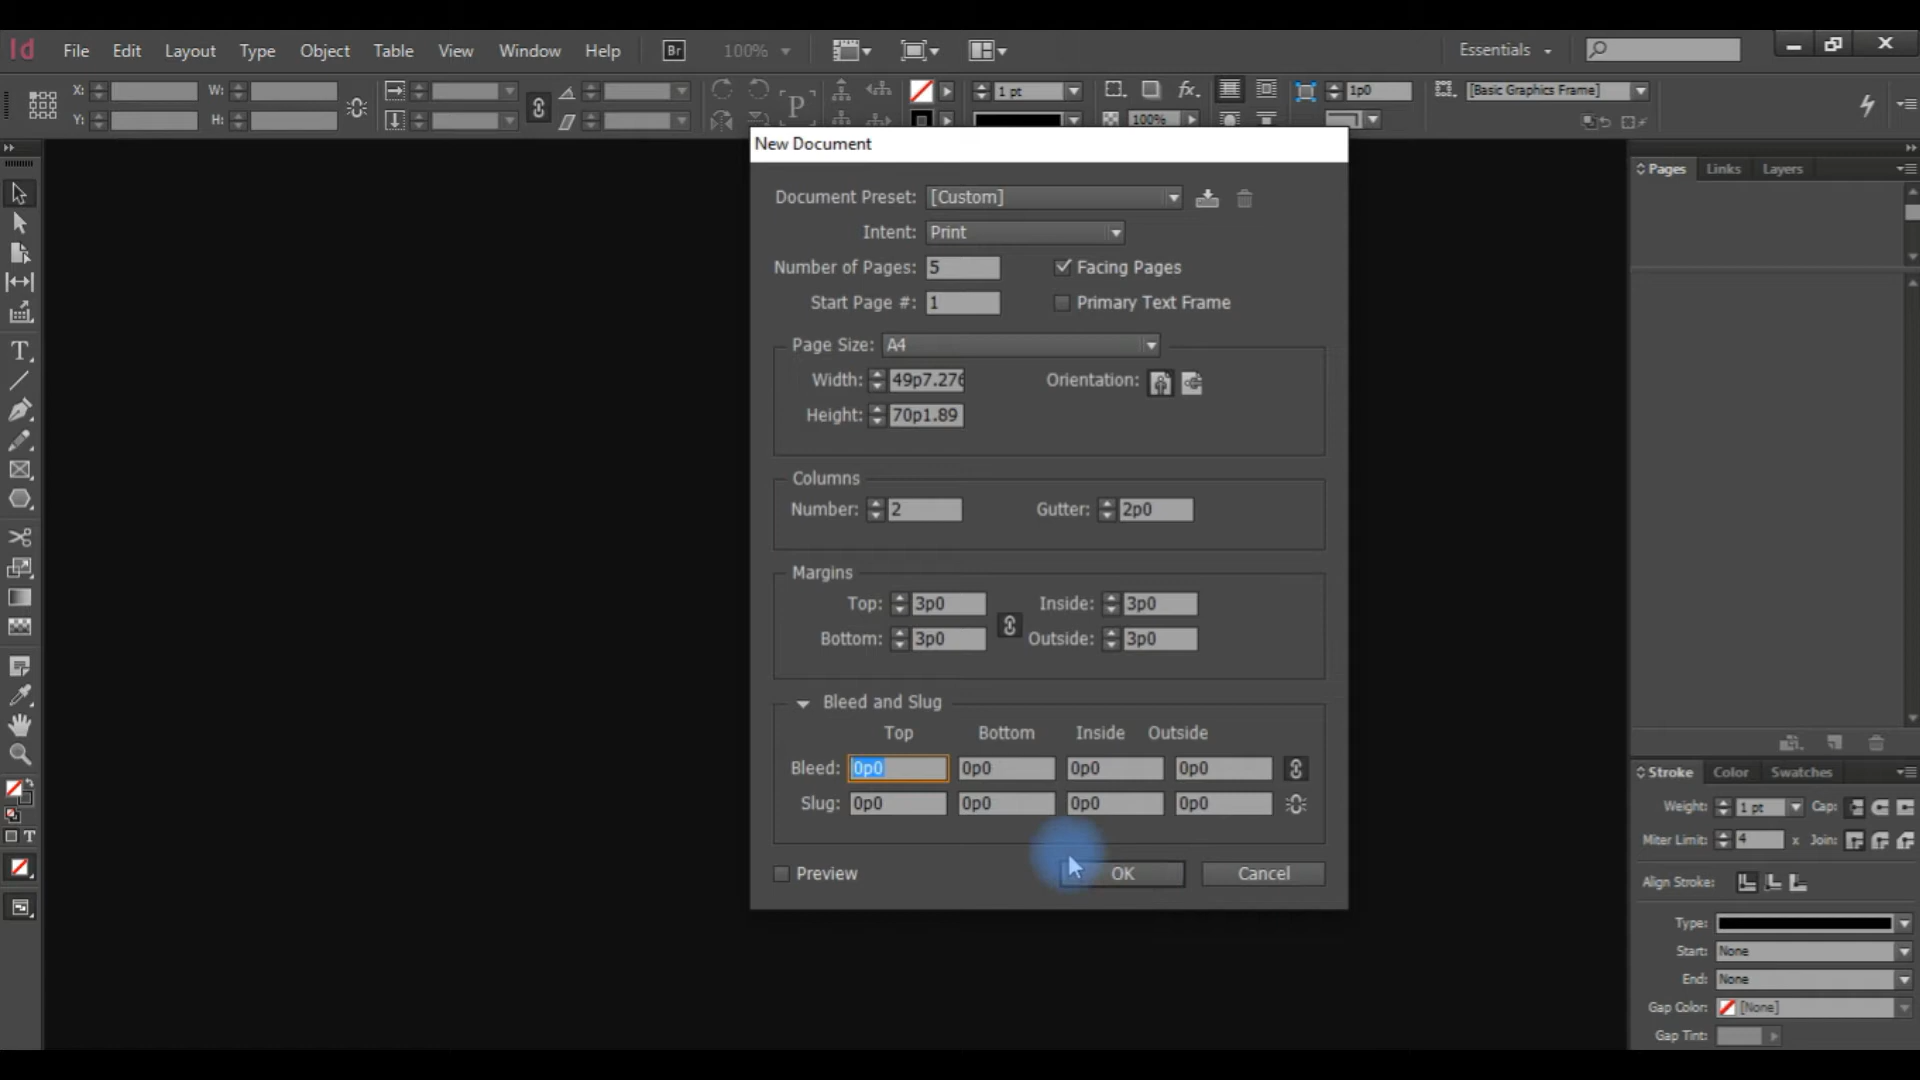 Id File Edit Layout Type Object Table View Window Help Br 100% Essentials
X: W: 1 pt 1p0 [Basic Graphics Frame]
Y: H: P 100%
New Document
Document Preset: [Custom]
Intent: Print
Number of Pages: 5 Facing Pages
Start Page #: 1 Primary Text Frame
Page Size: A4
Width: 49p7.276 Orientation:
Height: 70p1.89
Columns
Number: 2 Gutter: 2p0
Margins
Top: 3p0 Inside: 3p0
Bottom: 3p0 Outside: 3p0
Bleed and Slug
Top Bottom Inside Outside
Bleed: 0p0 0p0 0p0 0p0
Slug: 0p0 0p0 0p0 0p0
Preview OK Cancel
Pages Links Layers
Stroke Color Swatches
Weight: 1 pt Cap:
Miter Limit: 4 x Join:
Align Stroke:
Type:
Start: None
End: None
Gap Color: [None]
Gap Tint: